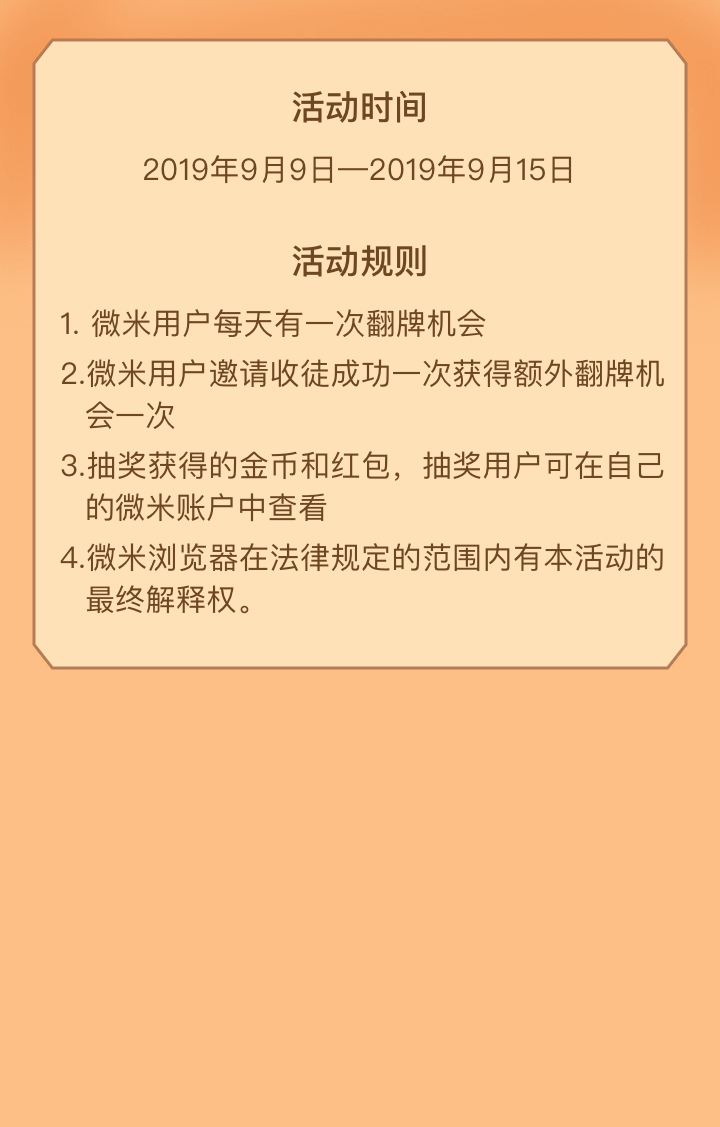 活动时间
2019年9月9日—2019年9月15日
活动规则
1. 微米用户每天有一次翻牌机会
2.微米用户邀请收徒成功一次获得额外翻牌机
会一次
3.抽奖获得的金币和红包，抽奖用户可在自己
的微米账户中查看
4.微米浏览器在法律规定的范围内有本活动的
最终解释权。